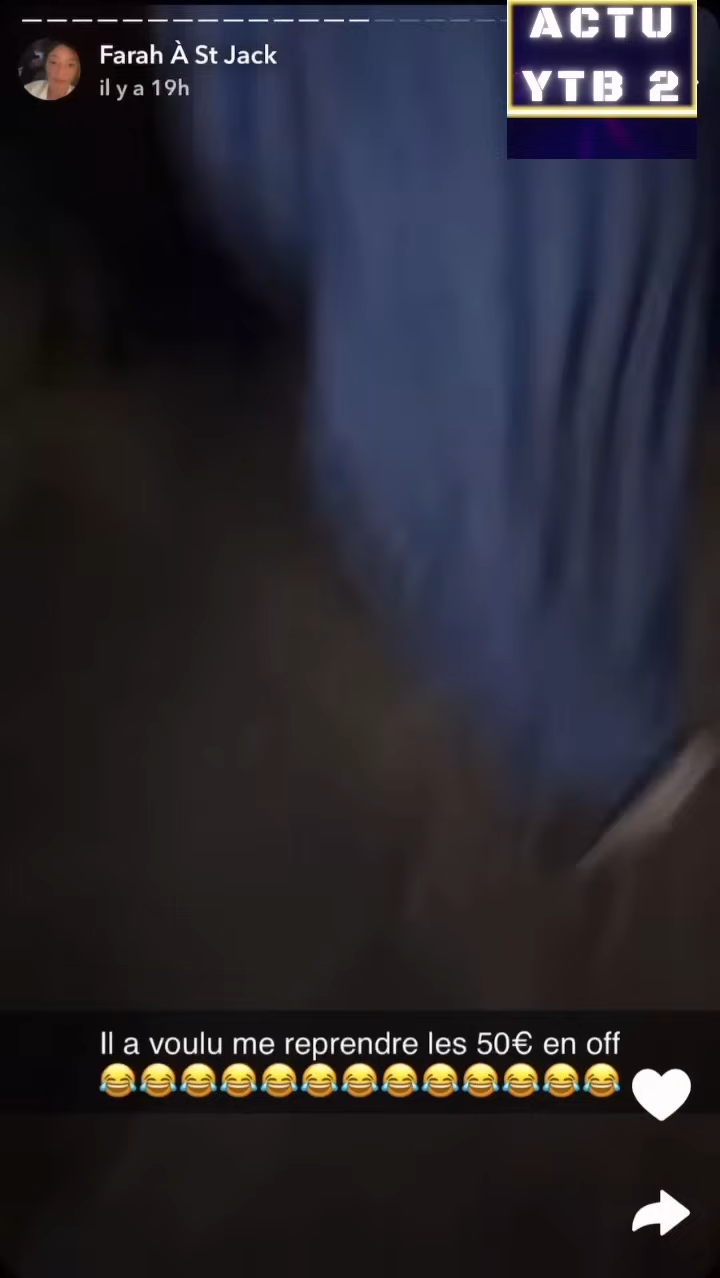 Farah À St Jack
il y a 19h
ACTU
YTB 2
Il a voulu me reprendre les 50€ en off
😂😂😂😂😂😂😂😂😂😂😂😂😂